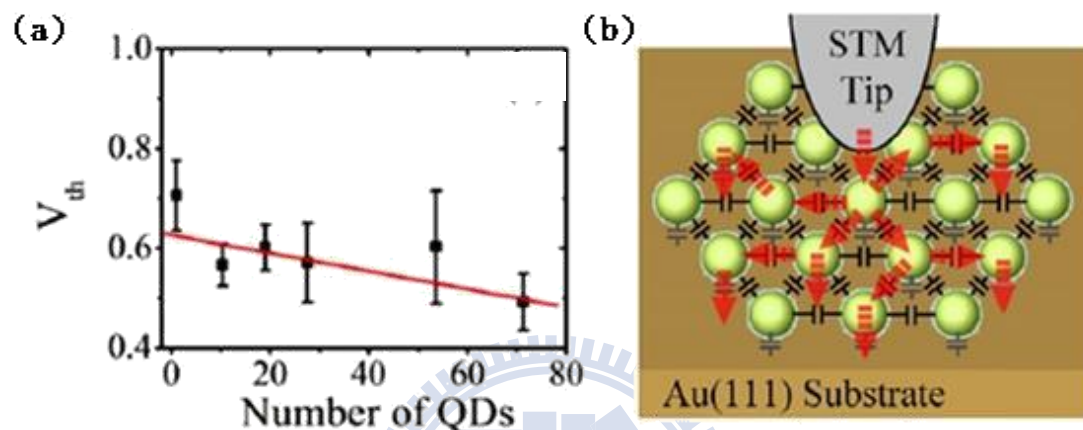 (a)
1.0
0.8
0.6
0.4
V_th
0
20
40
60
80
Number of QDs
(b)
STM
Tip
Au(111) Substrate